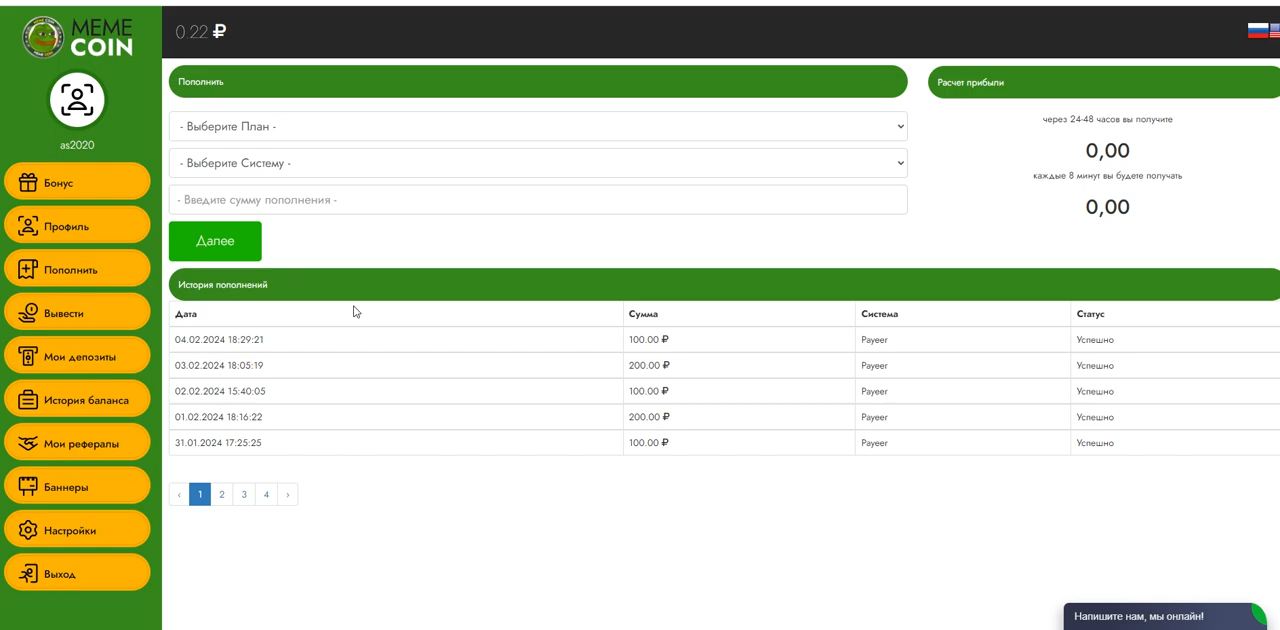 MEME
COIN
0.22 ₽
as2020
Бонус
Профиль
Пополнить
Вывести
Мои депозиты
История баланса
Мои рефералы
Баннеры
Настройки
Выход
Пополнить
- Выберите План -
- Выберите Систему -
- Введите сумму пополнения -
Далее
Расчет прибыли
через 24-48 часов вы получите
0,00
каждые 8 минут вы будете получать
0,00
История пополнений
Дата Сумма Система Статус
04.02.2024 18:29:21 100.00 ₽ Payeer Успешно
03.02.2024 18:05:19 200.00 ₽ Payeer Успешно
02.02.2024 15:40:05 100.00 ₽ Payeer Успешно
01.02.2024 18:16:22 200.00 ₽ Payeer Успешно
31.01.2024 17:25:25 100.00 ₽ Payeer Успешно
‹ 1 2 3 4 ›
Напишите нам, мы онлайн!